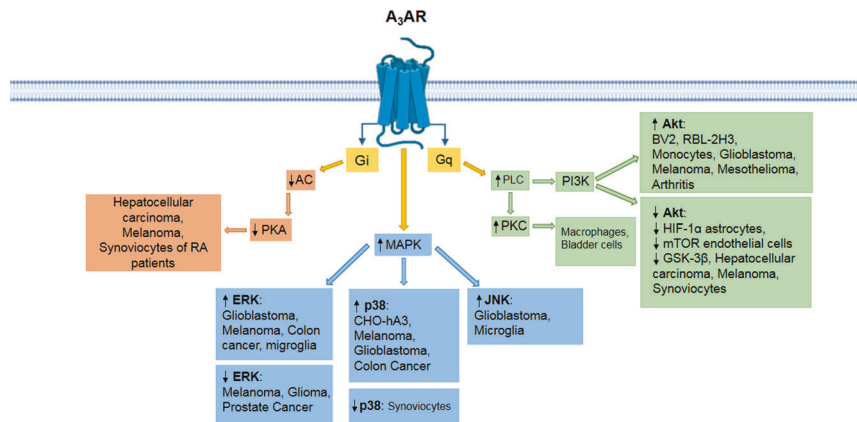 A₃AR
Gi
Gq
↓AC
↓ PKA
Hepatocellular
carcinoma,
Melanoma,
Synoviocytes of RA
patients
↑PLC
PI3K
↑PKC
Macrophages,
Bladder cells
↑ Akt:
BV2, RBL-2H3,
Monocytes, Glioblastoma,
Melanoma, Mesothelioma,
Arthritis
↓ Akt:
↓ HIF-1α astrocytes,
↓ mTOR endothelial cells
↓ GSK-3β, Hepatocellular
carcinoma, Melanoma,
Synoviocytes
↑MAPK
↑ ERK:
Glioblastoma,
Melanoma, Colon
cancer, migroglia
↓ ERK:
Melanoma, Glioma,
Prostate Cancer
↑ p38:
CHO-hA3,
Melanoma,
Glioblastoma,
Colon Cancer
↓p38: Synoviocytes
↑ JNK:
Glioblastoma,
Microglia